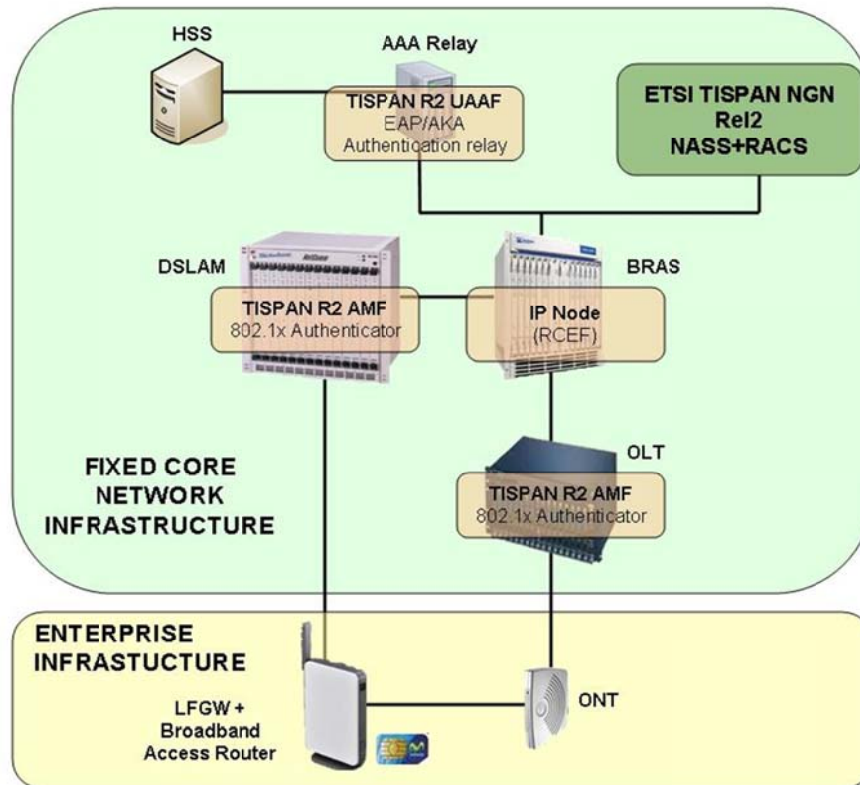 HSS
AAA Relay
TISPAN R2 UAAF
EAP/AKA
Authentication relay
ETSI TISPAN NGN
Rel2
NASS+RACS
DSLAM
BRAS
TISPAN R2 AMF
802.1x Authenticator
IP Node
(RCEF)
OLT
TISPAN R2 AMF
802.1x Authenticator
FIXED CORE
NETWORK
INFRASTRUCTURE
ENTERPRISE
INFRASTUCTURE
LFGW +
Broadband
Access Router
ONT